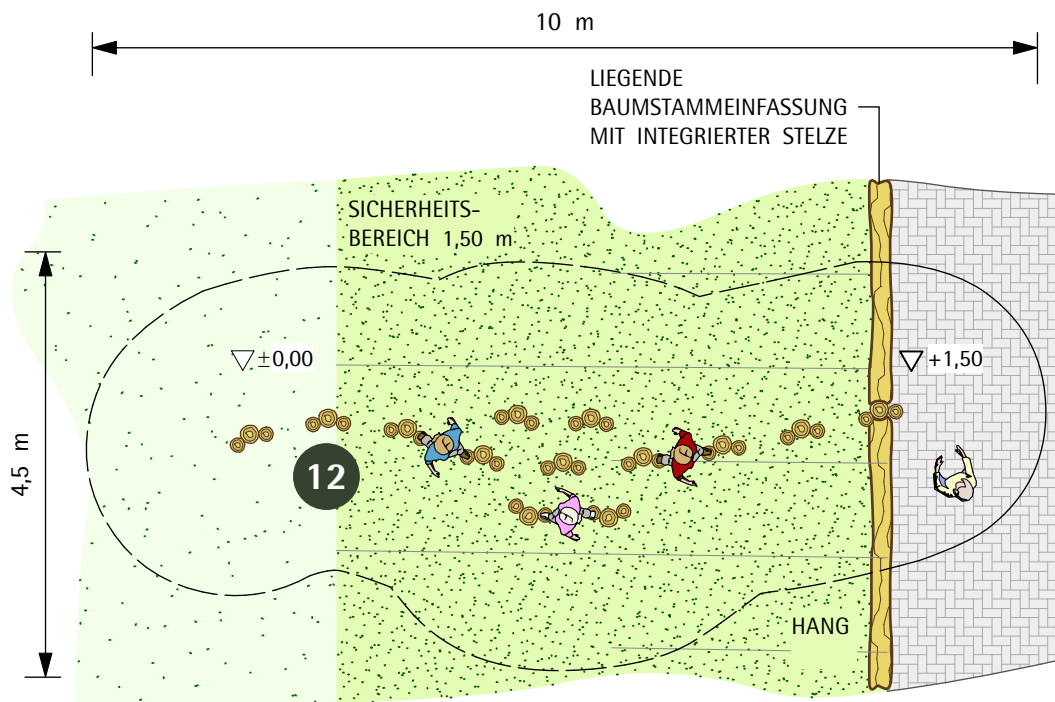 10 m
LIEGENDE
BAUMSTAMMEINFASSUNG
MIT INTEGRIERTER STELZE
SICHERHEITS-
BEREICH 1,50 m
±0,00
+1,50
4,5 m
12
HANG